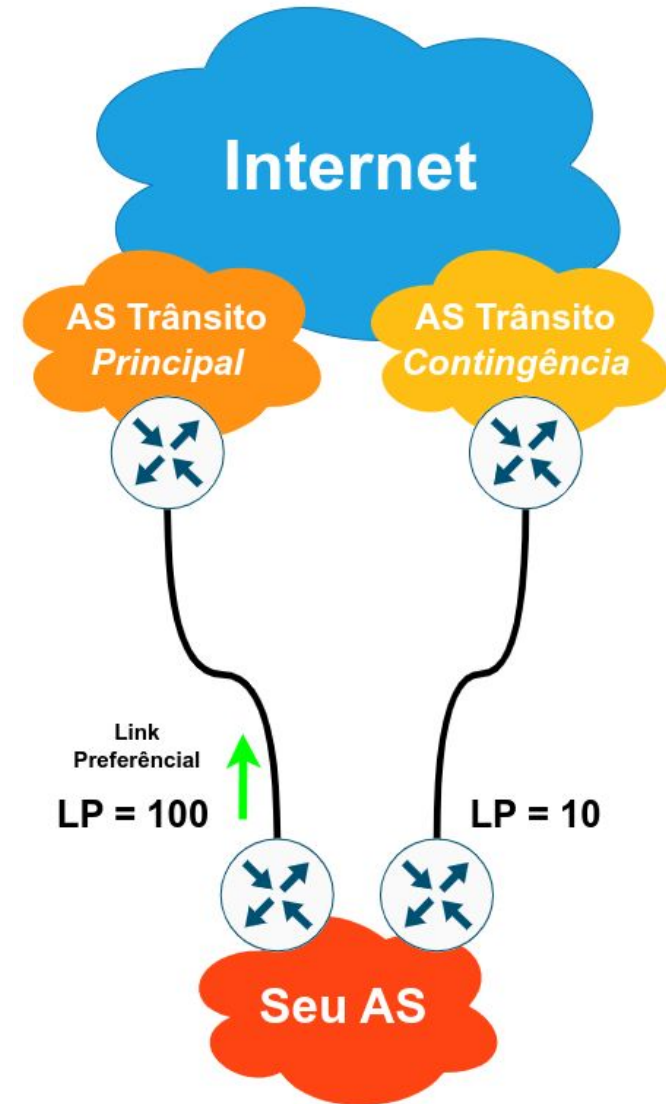 Internet
AS Trânsito
Principal
AS Trânsito
Contingência
Link
Preferêncial
LP = 100
LP = 10
Seu AS